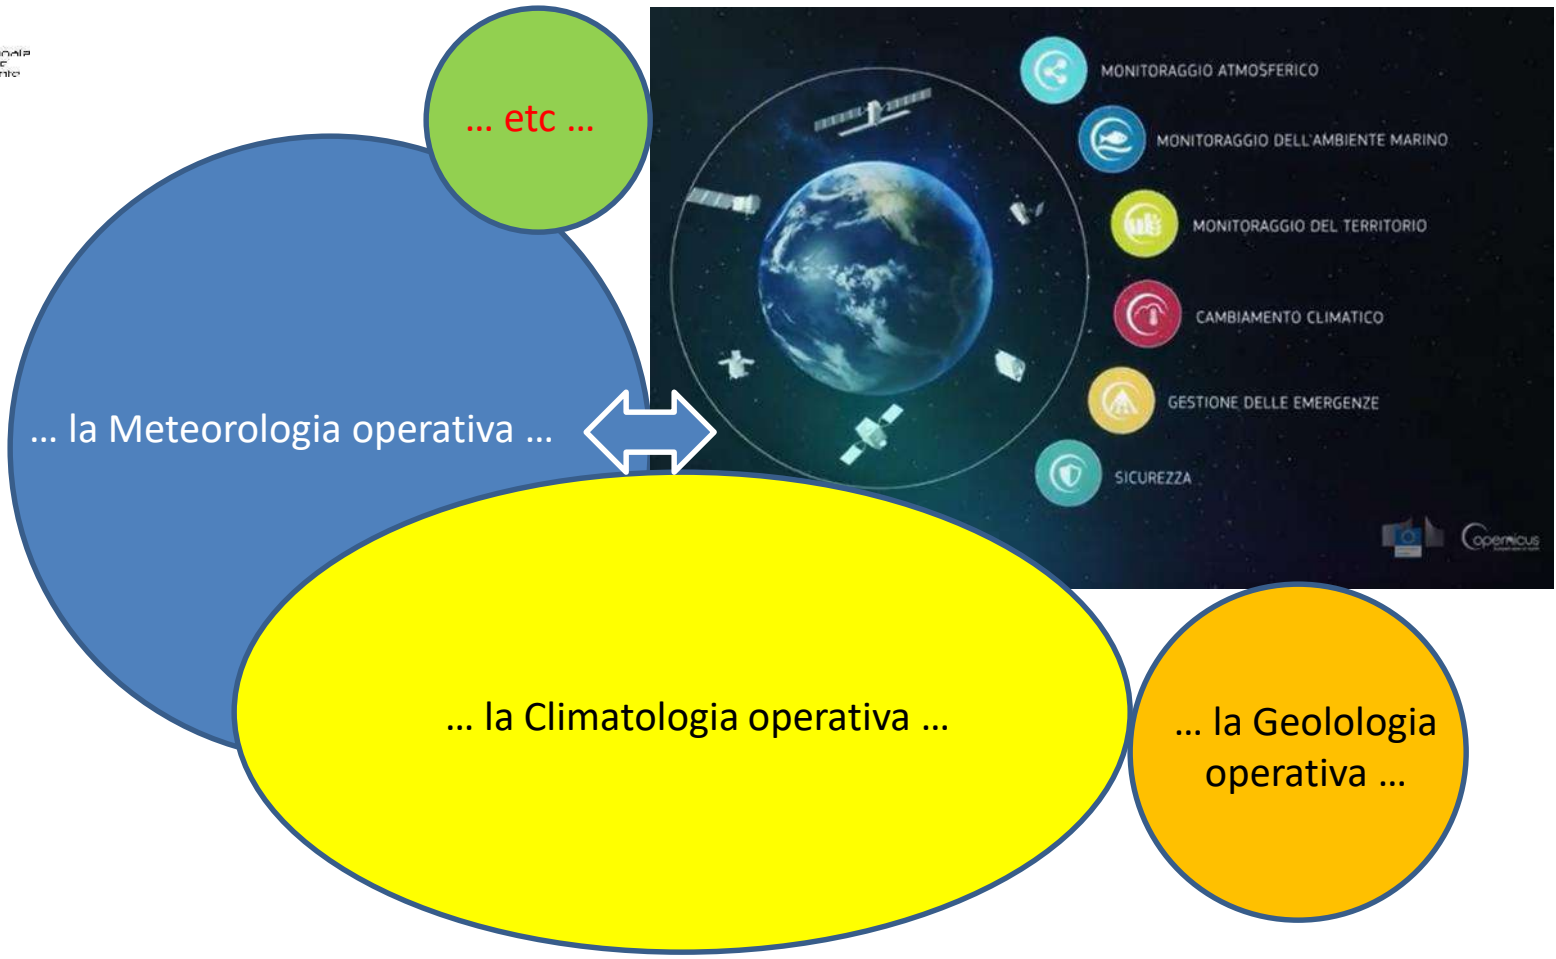 ... etc ...
MONITORAGGIO ATMOSFERICO
MONITORAGGIO DELL'AMBIENTE MARINO
MONITORAGGIO DEL TERRITORIO
CAMBIAMENTO CLIMATICO
... la Meteorologia operativa ...
GESTIONE DELLE EMERGENZE
SICUREZZA
Copernicus
... la Climatologia operativa ...
... la Geolologia
operativa ...